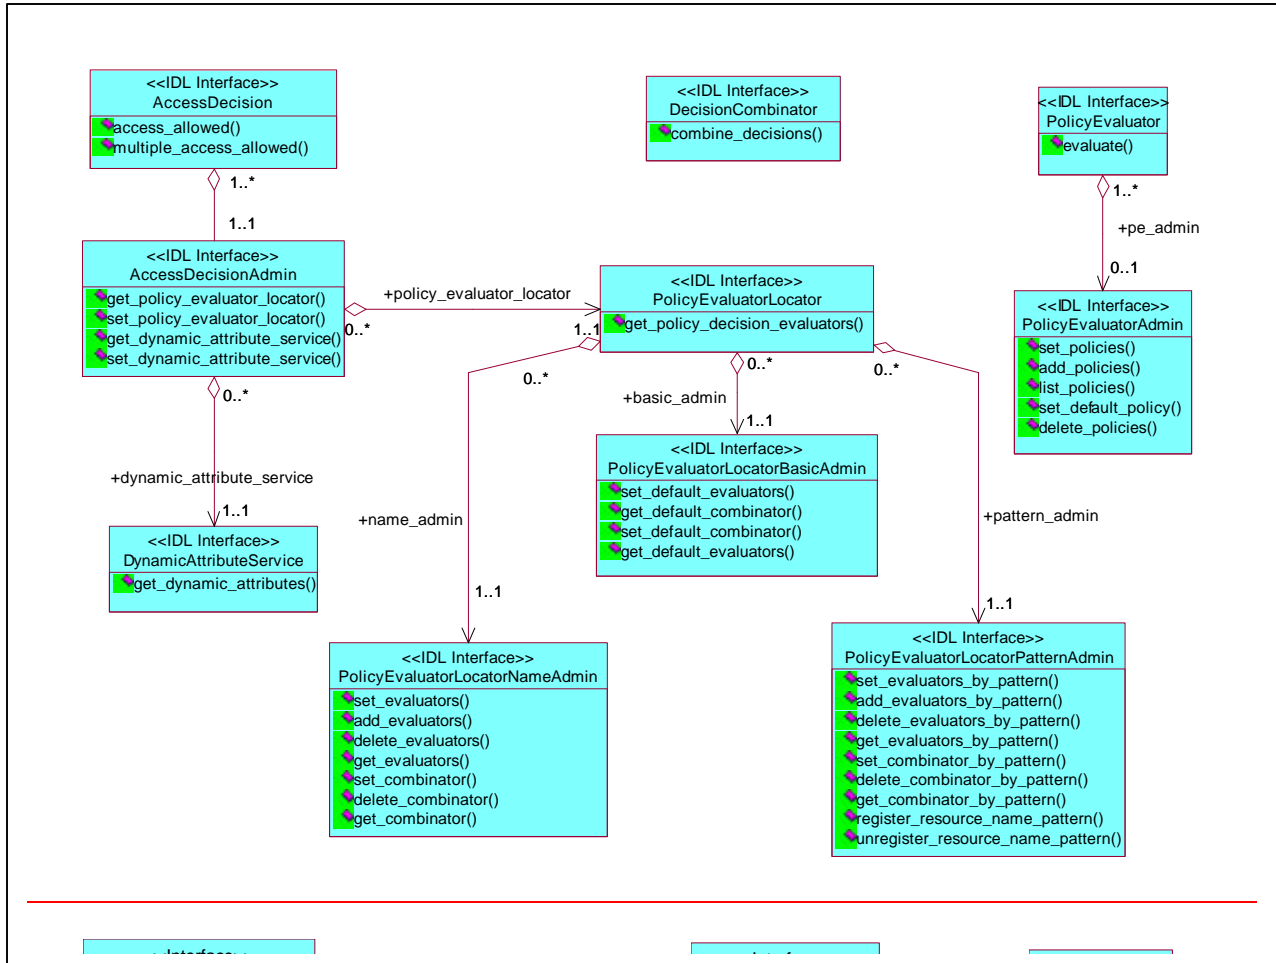 <<IDL Interface>>
AccessDecision
access_allowed()
multiple_access_allowed()
<<IDL Interface>>
DecisionCombinator
combine_decisions()
<<IDL Interface>>
PolicyEvaluator
evaluate()
1..*
1..1
1..*
+pe_admin
0..1
<<IDL Interface>>
AccessDecisionAdmin
get_policy_evaluator_locator()
set_policy_evaluator_locator()
get_dynamic_attribute_service()
set_dynamic_attribute_service()
0..*
+policy_evaluator_locator
1..1
<<IDL Interface>>
PolicyEvaluatorLocator
get_policy_decision_evaluators()
<<IDL Interface>>
PolicyEvaluatorAdmin
set_policies()
add_policies()
list_policies()
set_default_policy()
delete_policies()
0..*
0..*
0..*
0..*
+basic_admin
1..1
+dynamic_attribute_service
1..1
<<IDL Interface>>
PolicyEvaluatorLocatorBasicAdmin
set_default_evaluators()
get_default_combinator()
set_default_combinator()
get_default_evaluators()
+name_admin
+pattern_admin
<<IDL Interface>>
DynamicAttributeService
get_dynamic_attributes()
1..1
1..1
<<IDL Interface>>
PolicyEvaluatorLocatorNameAdmin
set_evaluators()
add_evaluators()
delete_evaluators()
get_evaluators()
set_combinator()
delete_combinator()
get_combinator()
<<IDL Interface>>
PolicyEvaluatorLocatorPatternAdmin
set_evaluators_by_pattern()
add_evaluators_by_pattern()
delete_evaluators_by_pattern()
get_evaluators_by_pattern()
set_combinator_by_pattern()
delete_combinator_by_pattern()
get_combinator_by_pattern()
register_resource_name_pattern()
unregister_resource_name_pattern()
<<Interface>>